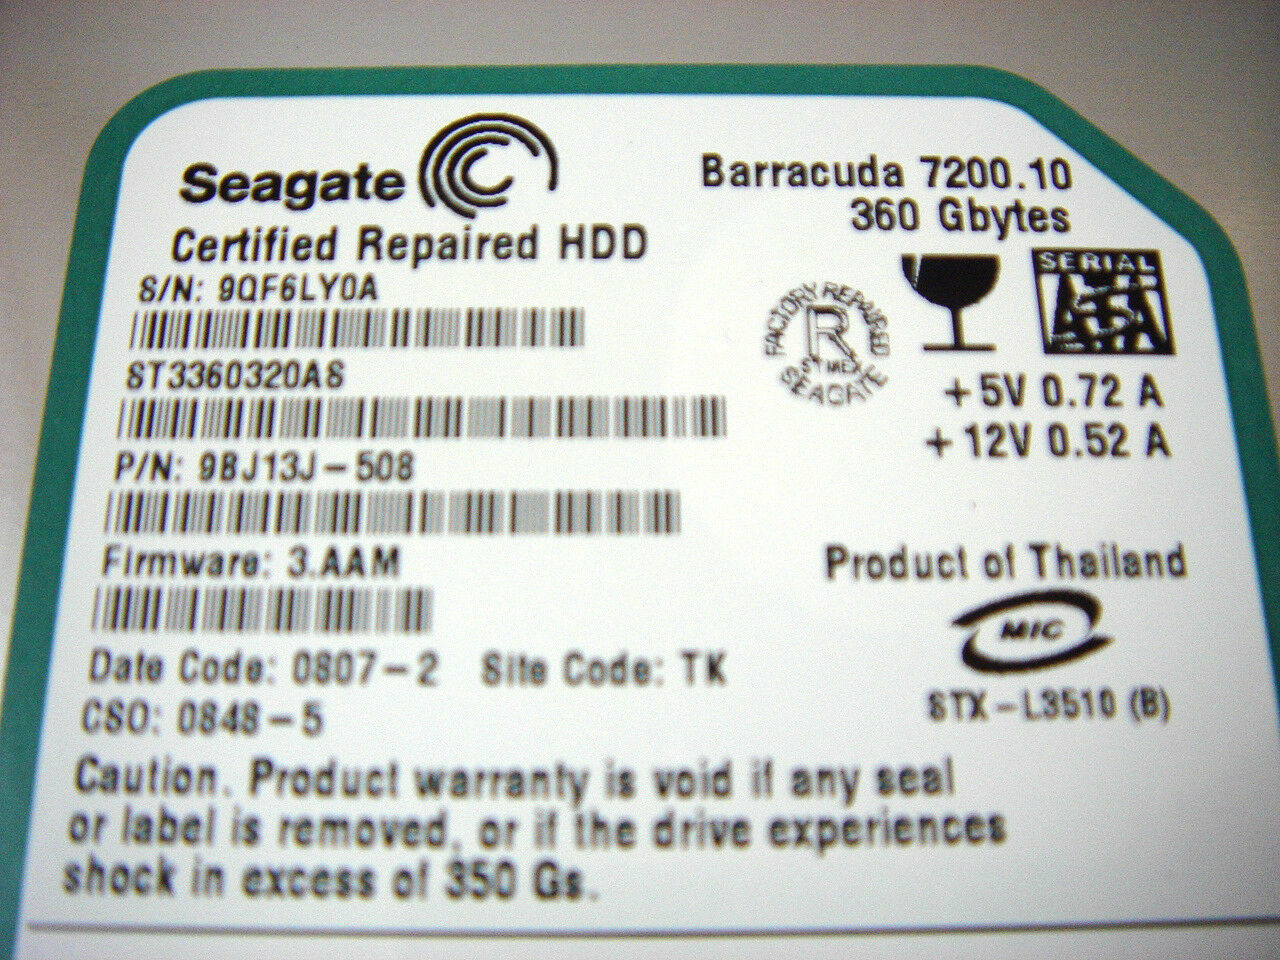 Seagate
Barracuda 7200.10
360 Gbytes
Certified Repaired HDD
S/N: 9QF6LY0A
SERIAL
ATA
FACTORY REPAIRED
R
SEAGATE
ST3360320AS
+5V 0.72 A
+12V 0.52 A
P/N: 9BJ13J-508
Firmware: 3.AAM
Product of Thailand
MIC
Date Code: 0807-2 Site Code: TK
STX-L3510 (B)
CSO: 0848-5
Caution. Product warranty is void if any seal
or label is removed, or if the drive experiences
shock in excess of 350 Gs.